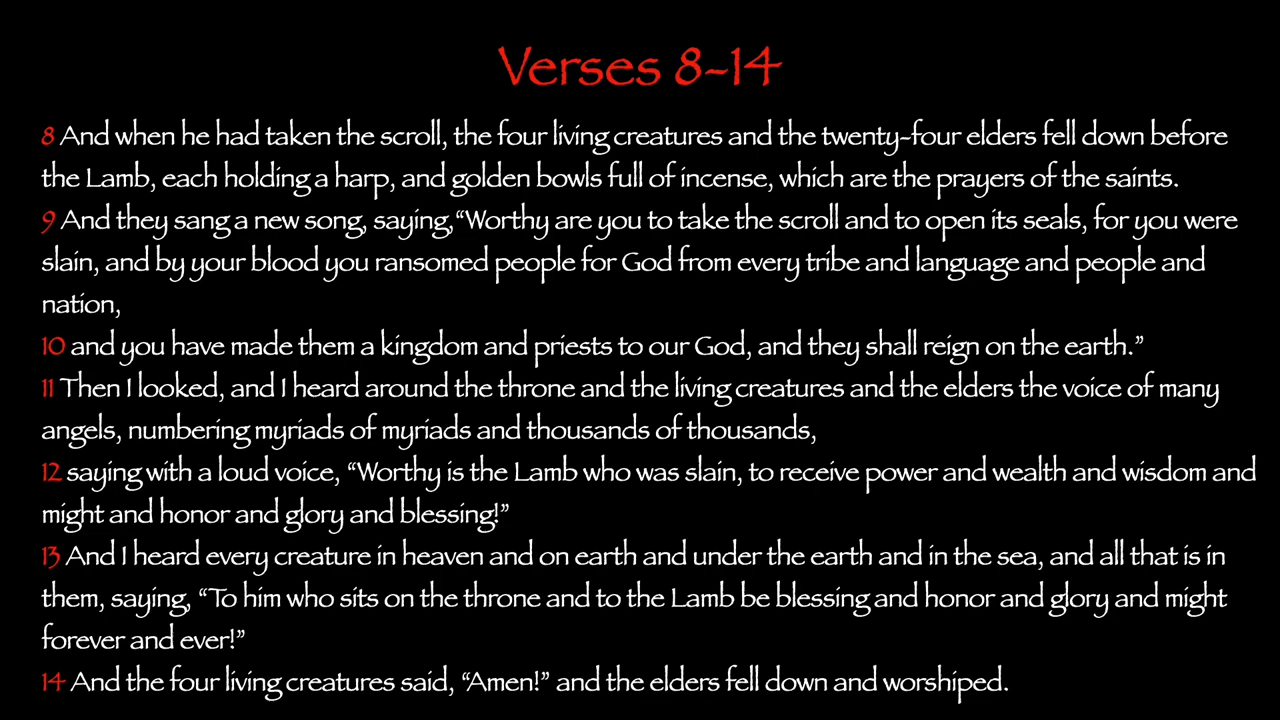 Verses 8-14
8 And when he had taken the scroll, the four living creatures and the twenty-four elders fell down before
the Lamb, each holding a harp, and golden bowls full of incense, which are the prayers of the saints.
9 And they sang a new song, saying,“Worthy are you to take the scroll and to open its seals, for you were
slain, and by your blood you ransomed people for God from every tribe and language and people and
nation,
10 and you have made them a kingdom and priests to our God, and they shall reign on the earth.”
11 Then I looked, and I heard around the throne and the living creatures and the elders the voice of many
angels, numbering myriads of myriads and thousands of thousands,
12 saying with a loud voice, “Worthy is the Lamb who was slain, to receive power and wealth and wisdom and
might and honor and glory and blessing!”
13 And I heard every creature in heaven and on earth and under the earth and in the sea, and all that is in
them, saying, “To him who sits on the throne and to the Lamb be blessing and honor and glory and might
forever and ever!”
14 And the four living creatures said, “Amen!” and the elders fell down and worshiped.